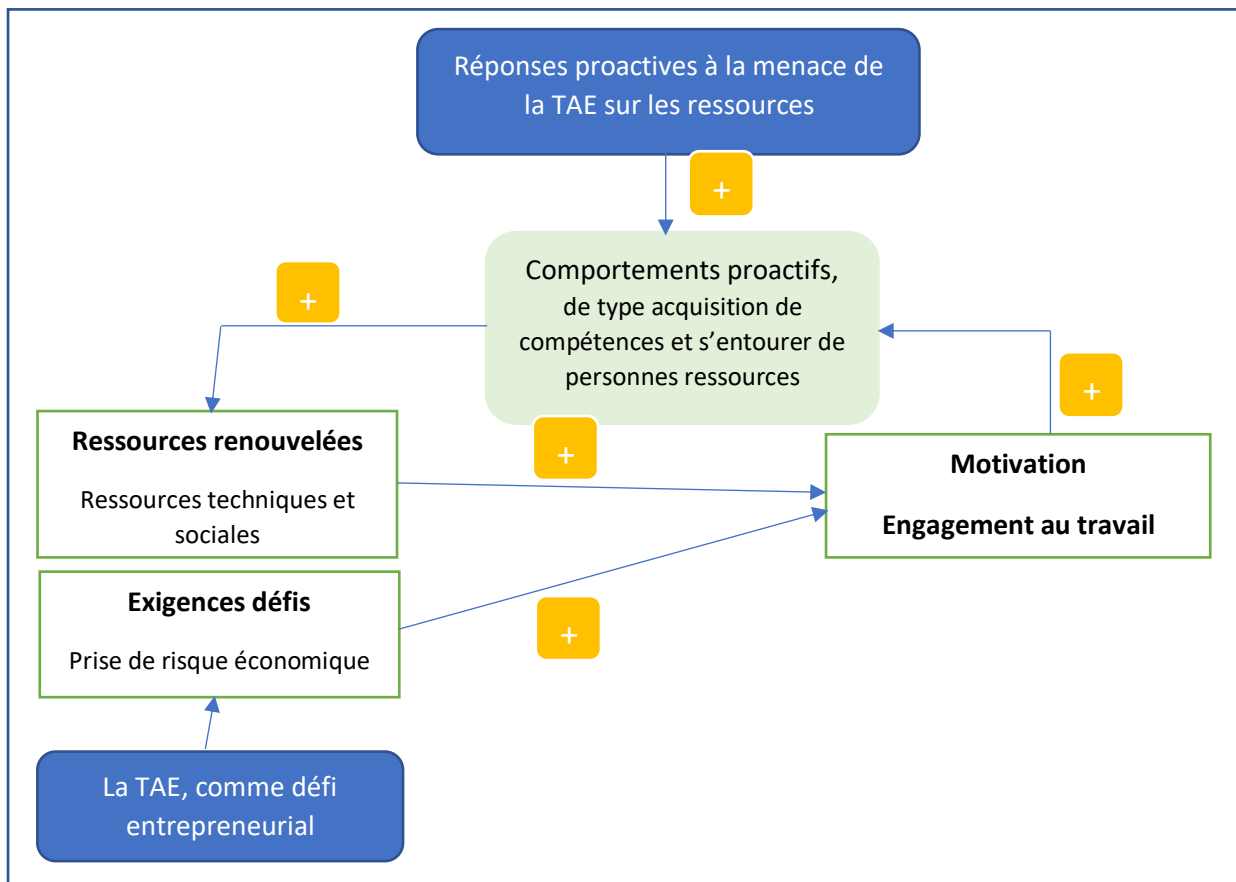 Réponses proactives à la menace de
la TAE sur les ressources
+
Comportements proactifs,
de type acquisition de
compétences et s’entourer de
personnes ressources
+
+
Ressources renouvelées
Ressources techniques et
sociales
+
Motivation
Engagement au travail
Exigences défis
Prise de risque économique
+
La TAE, comme défi
entrepreneurial